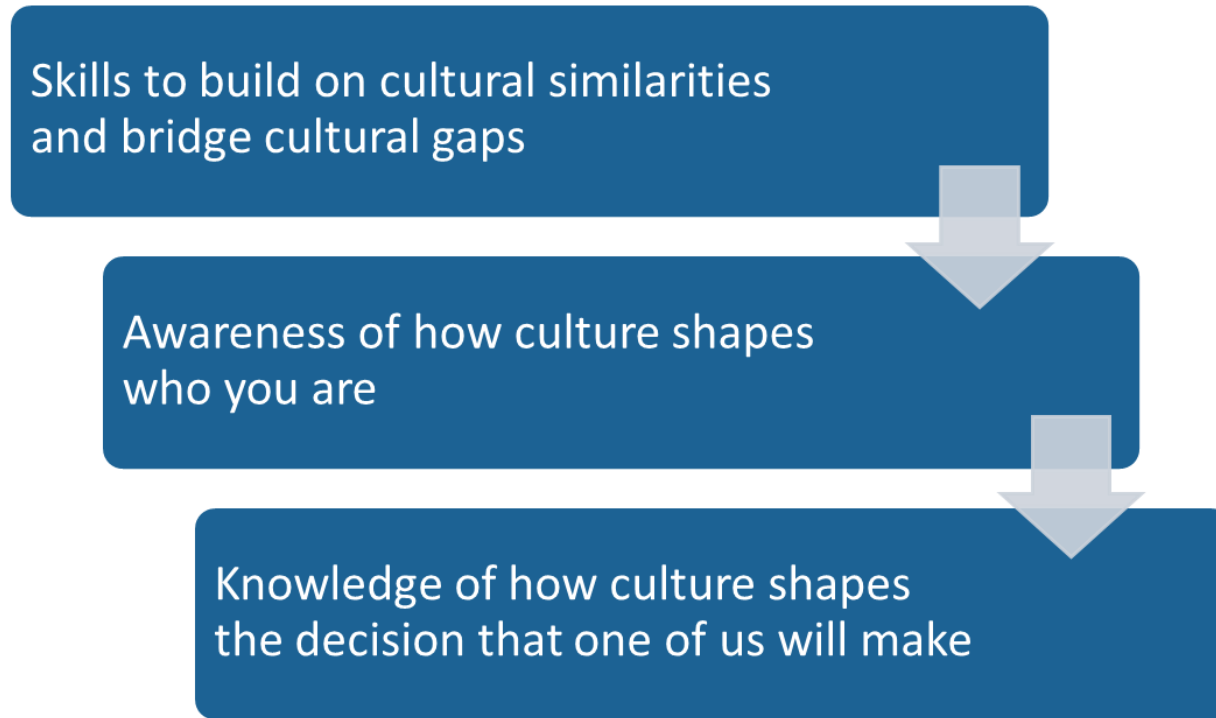 Skills to build on cultural similarities
and bridge cultural gaps
Awareness of how culture shapes
who you are
Knowledge of how culture shapes
the decision that one of us will make